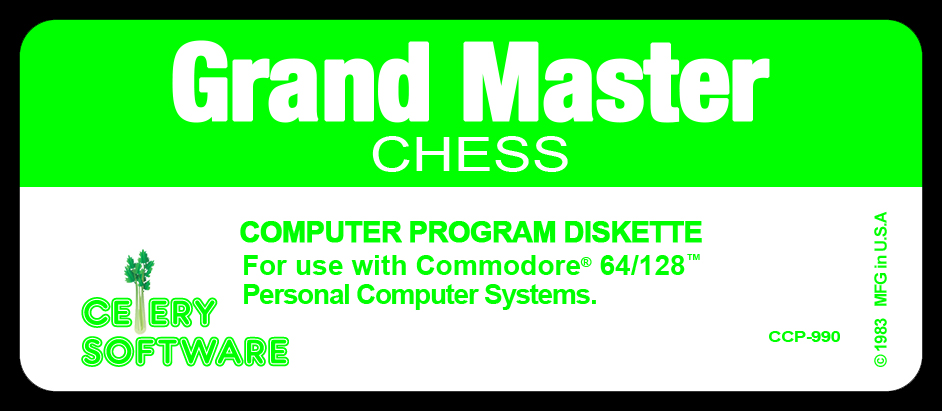 Grand Master
CHESS
COMPUTER PROGRAM DISKETTE
For use with Commodore® 64/128™
Personal Computer Systems.
CELERY
SOFTWARE
CCP-990
© 1983 MFG in U.S.A